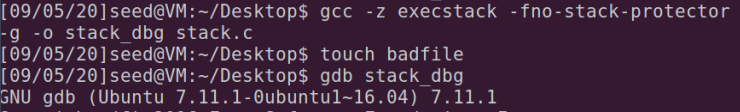 [09/05/20]seed@VM:~/Desktop$ gcc -z execstack -fno-stack-protector
-g -o stack_dbg stack.c
[09/05/20]seed@VM:~/Desktop$ touch badfile
[09/05/20]seed@VM:~/Desktop$ gdb stack_dbg
GNU gdb (Ubuntu 7.11.1-0ubuntu1~16.04) 7.11.1